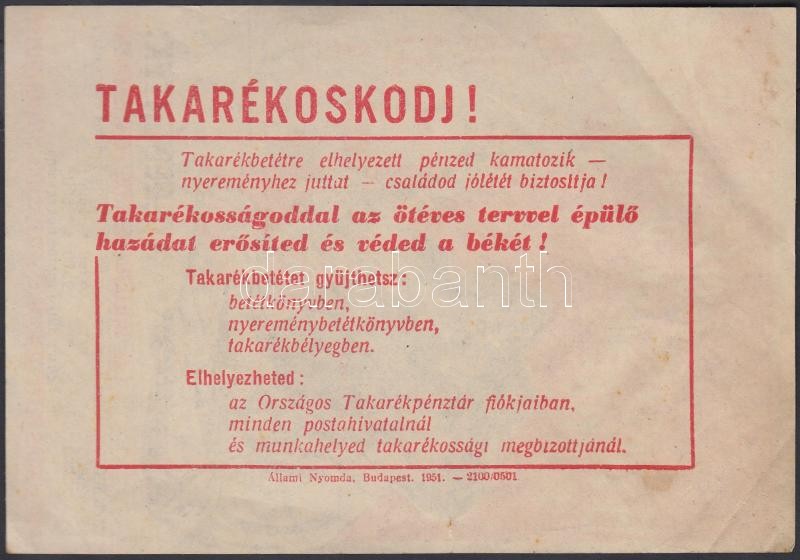 TAKARÉKOSKODJ!
Takarékbetétre elhelyezett pénzed kamatozik —
nyereményhez juttat — családod jólétét biztosítja!
Takarékosságoddal az ötéves tervvel épülő
hazádat erősíted és véded a békét!
Takarékbetétet gyüjthetsz:
betétkönyvben,
nyereménybetétkönyvben,
takarékbélyegben.
darabanth
Elhelyezheted:
az Országos Takarékpénztár fiókjaiban,
minden postahivatalnál
és munkahelyed takarékossági megbízottjánál.
Állami Nyomda, Budapest. 1951. — 2100/0501